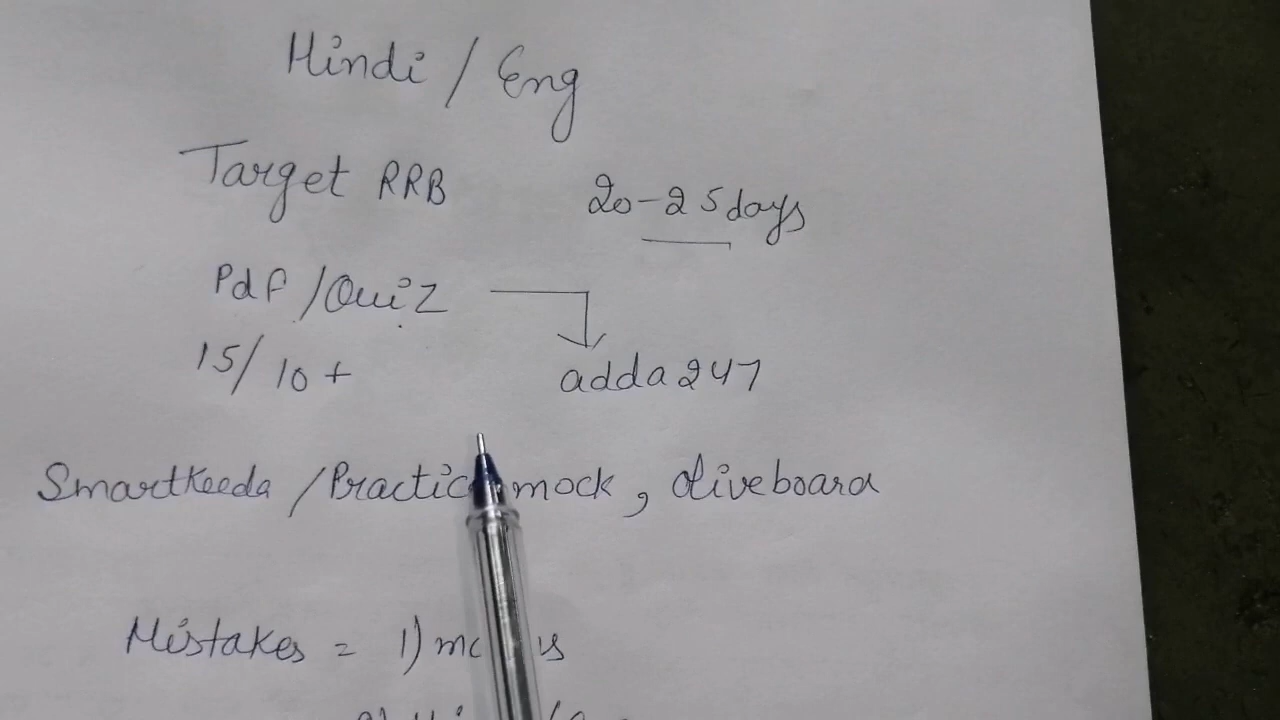 Hindi / Eng
Target RRB 20-25 days
Pdf / Quiz
15/10+ adda247
Smartkeeda / Practice mock, Oliveboard
Mistakes = 1)